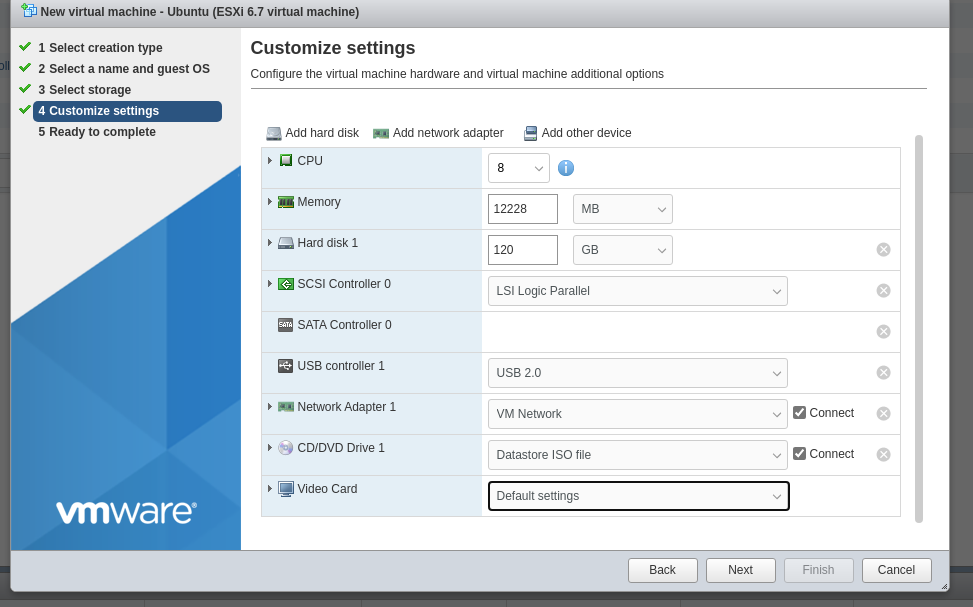 New virtual machine - Ubuntu (ESXi 6.7 virtual machine)
1 Select creation type
2 Select a name and guest OS
3 Select storage
4 Customize settings
5 Ready to complete
vmware®
Customize settings
Configure the virtual machine hardware and virtual machine additional options
Add hard disk Add network adapter Add other device
CPU 8
Memory 12228 MB
Hard disk 1 120 GB
SCSI Controller 0 LSI Logic Parallel
SATA SATA Controller 0
USB controller 1 USB 2.0
Network Adapter 1 VM Network Connect
CD/DVD Drive 1 Datastore ISO file Connect
Video Card Default settings
Back Next Finish Cancel